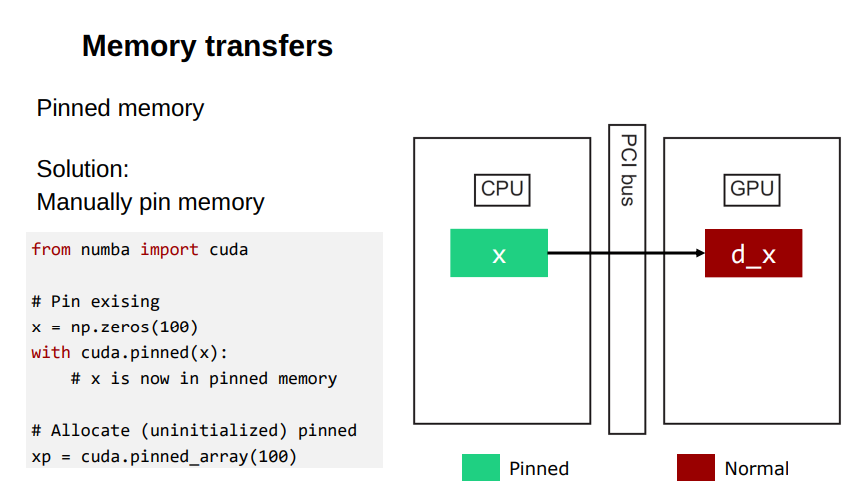 Memory transfers
Pinned memory
Solution:
Manually pin memory
from numba import cuda
# Pin exising
x = np.zeros(100)
with cuda.pinned(x):
    # x is now in pinned memory
# Allocate (uninitialized) pinned
xp = cuda.pinned_array(100)
CPU
PCI bus
GPU
x
d_x
Pinned
Normal